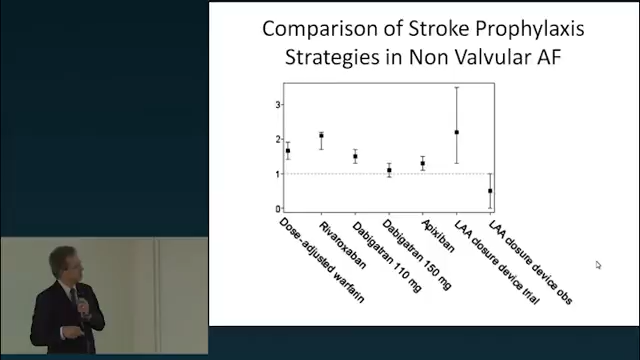 Comparison of Stroke Prophylaxis
Strategies in Non Valvular AF
3
2
1
0
Dose-adjusted warfarin
Rivaroxaban
Dabigatran 110 mg
Dabigatran 150 mg
Apixiban
LAA closure device trial
LAA closure device obs